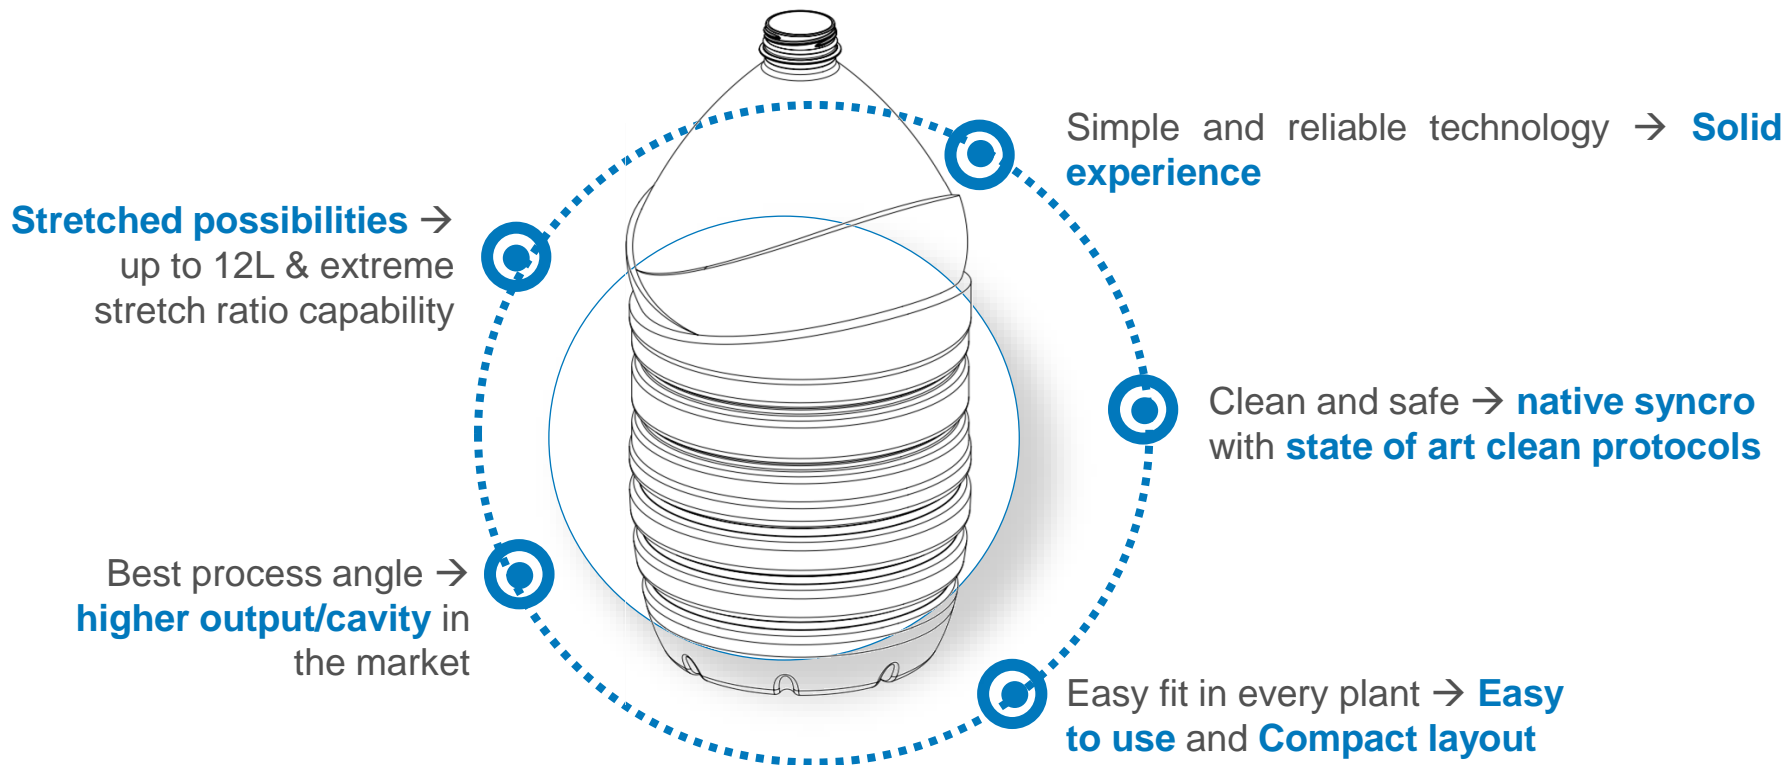 Simple and reliable technology → Solid
experience
Stretched possibilities →
up to 12L & extreme
stretch ratio capability
Clean and safe → native syncro
with state of art clean protocols
Best process angle →
higher output/cavity in
the market
Easy fit in every plant → Easy
to use and Compact layout